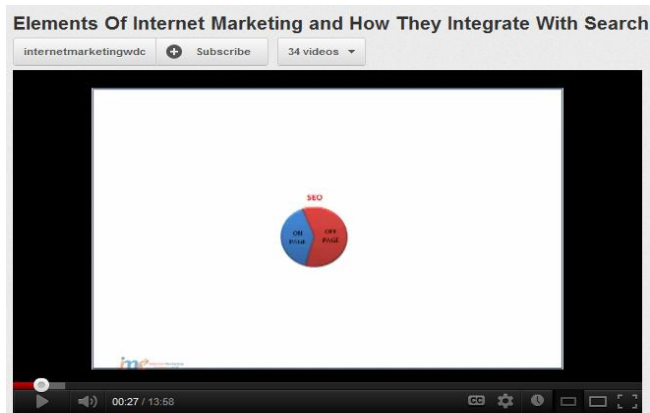 Elements Of Internet Marketing and How They Integrate With Search
internetmarketingwdc Subscribe 34 videos
SEO
ON OFF
PAGE PAGE
ime
00:27 / 13:58
CC